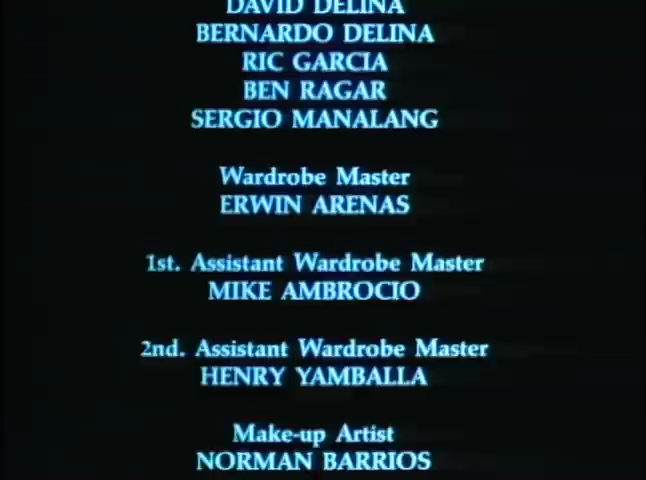 DAVID DELINA
BERNARDO DELINA
RIC GARCIA
BEN RAGAR
SERGIO MANALANG
Wardrobe Master
ERWIN ARENAS
1st. Assistant Wardrobe Master
MIKE AMBROCIO
2nd. Assistant Wardrobe Master
HENRY YAMBALLA
Make-up Artist
NORMAN BARRIOS